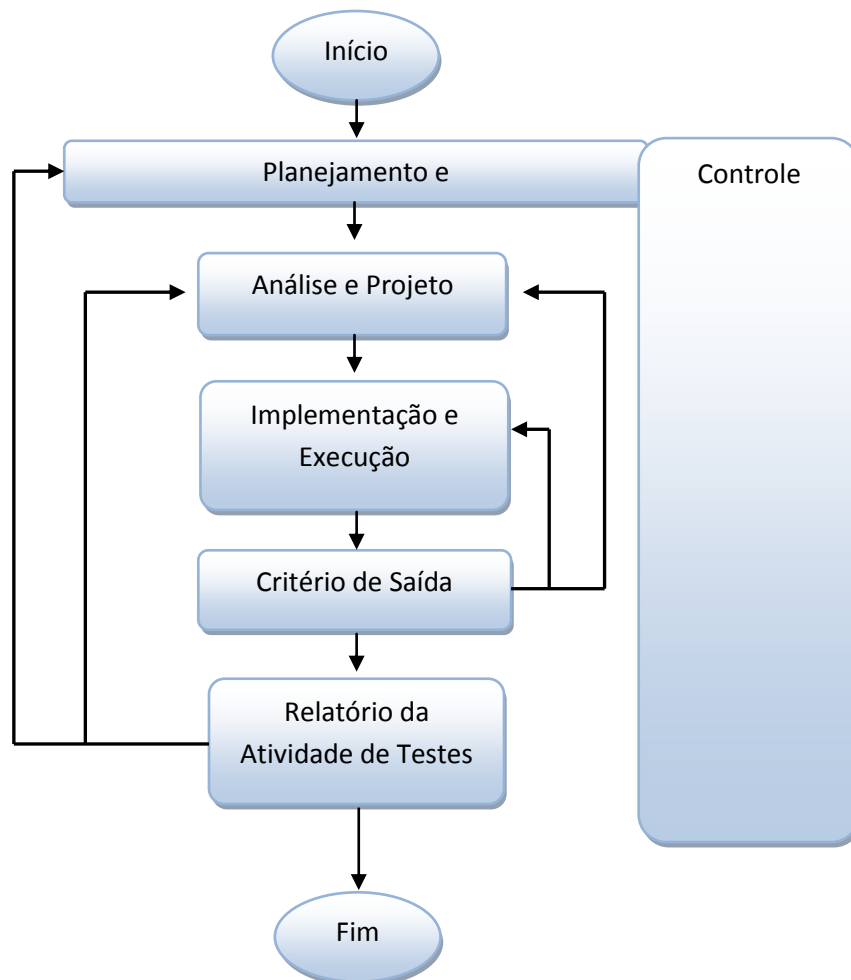 Início
Planejamento e
Controle
Análise e Projeto
Implementação e
Execução
Critério de Saída
Relatório da
Atividade de Testes
Fim